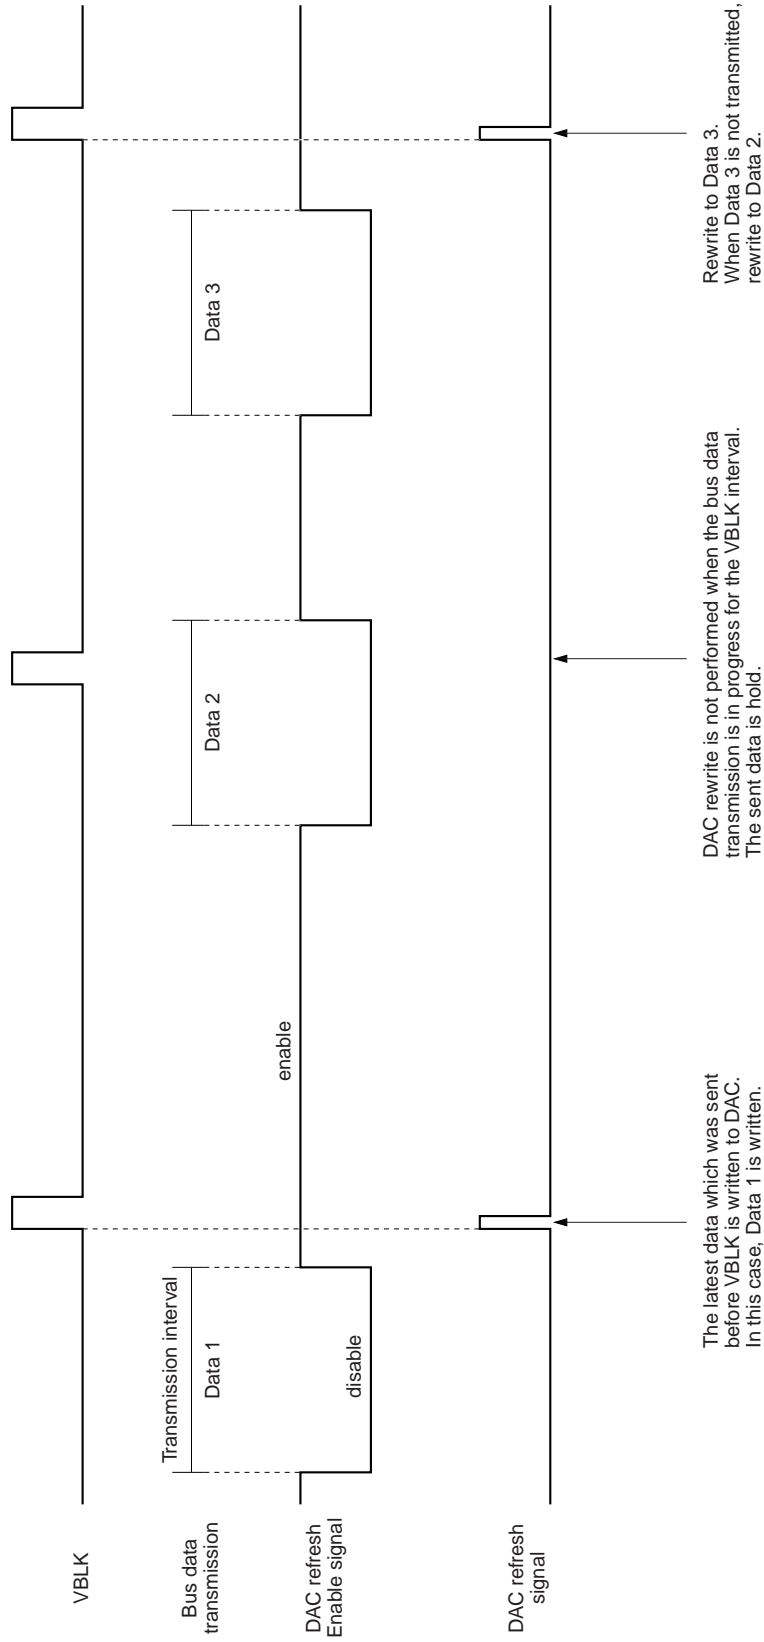 VBLK
Bus data
transmission
Transmission interval
Data 1
Data 2
Data 3
DAC refresh
Enable signal
enable
disable
DAC refresh
signal
The latest data which was sent
before VBLK is written to DAC.
In this case, Data 1 is written.
DAC rewrite is not performed when the bus data
transmission is in progress for the VBLK interval.
The sent data is hold.
Rewrite to Data 3.
When Data 3 is not transmitted,
rewrite to Data 2.